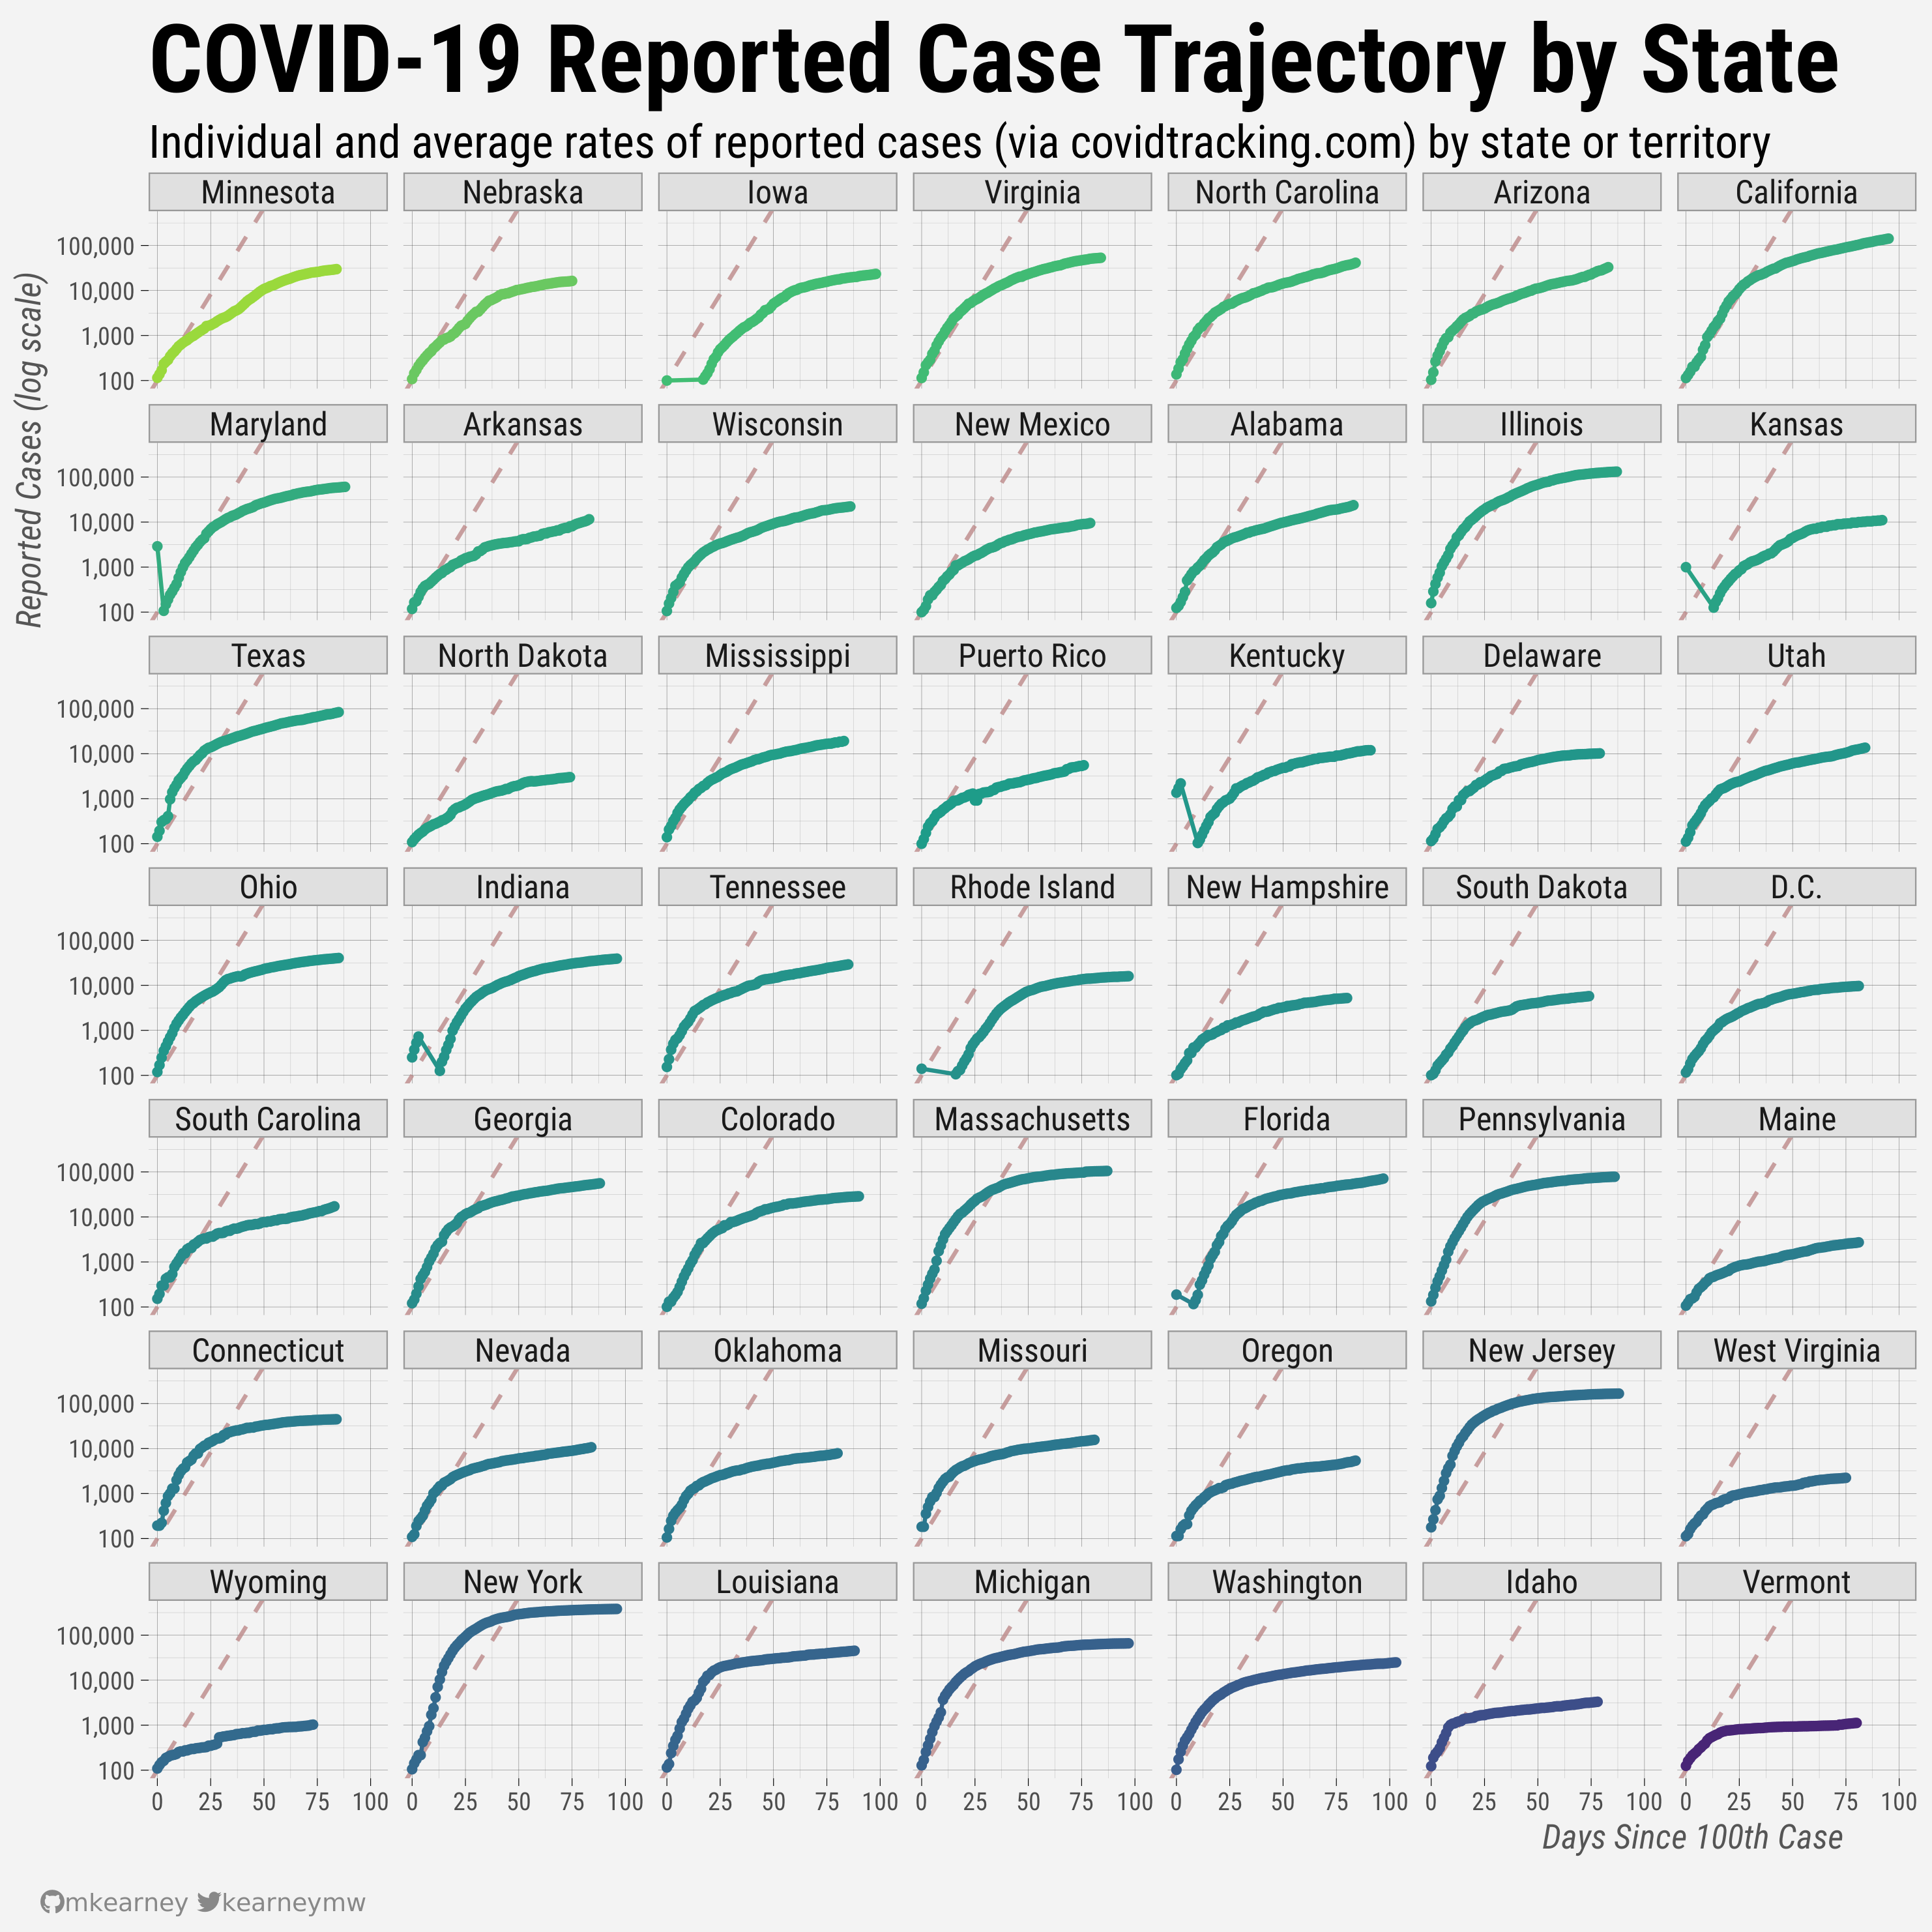 COVID-19 Reported Case Trajectory by State
Individual and average rates of reported cases (via covidtracking.com) by state or territory
Reported Cases (log scale)
Minnesota Nebraska Iowa Virginia North Carolina Arizona California
100,000
10,000
1,000
100
Maryland Arkansas Wisconsin New Mexico Alabama Illinois Kansas
100,000
10,000
1,000
100
Texas North Dakota Mississippi Puerto Rico Kentucky Delaware Utah
100,000
10,000
1,000
100
Ohio Indiana Tennessee Rhode Island New Hampshire South Dakota D.C.
100,000
10,000
1,000
100
South Carolina Georgia Colorado Massachusetts Florida Pennsylvania Maine
100,000
10,000
1,000
100
Connecticut Nevada Oklahoma Missouri Oregon New Jersey West Virginia
100,000
10,000
1,000
100
Wyoming New York Louisiana Michigan Washington Idaho Vermont
100,000
10,000
1,000
100
0 25 50 75 100 0 25 50 75 100 0 25 50 75 100 0 25 50 75 100 0 25 50 75 100 0 25 50 75 100 0 25 50 75 100
Days Since 100th Case
mkearney kearneymw